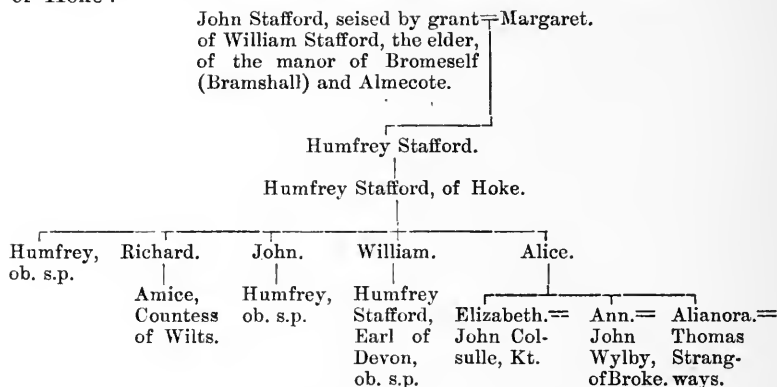 John Stafford, seised by grant=Margaret.
of William Stafford, the elder,
of the manor of Bromeself
(Bramshall) and Almecote.
Humfrey Stafford.
Humfrey Stafford, of Hoke.
Humfrey, Richard. John. William. Alice.
ob. s.p.
Amice, Humfrey, Humfrey
Countess ob. s.p. Stafford, Elizabeth.= Ann.= Alianora.=
of Wilts. Earl of John Col- John Thomas
Devon, sulle, Kt. Wylby, Strang-
ob. s.p. of Broke. ways.